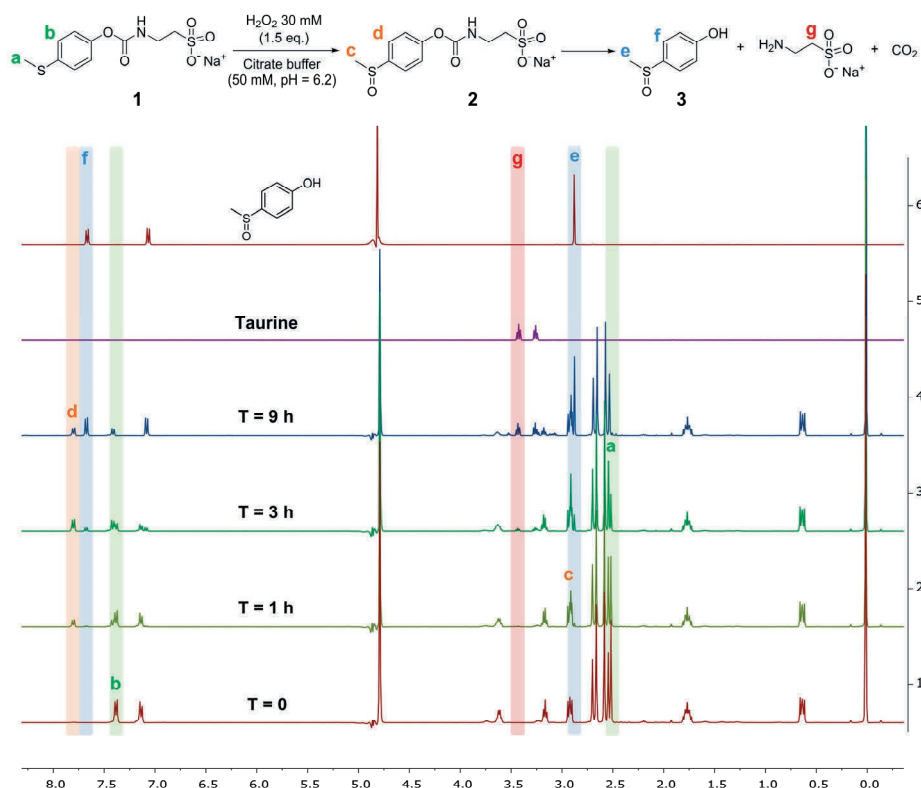 H₂O₂ 30 mM
(1.5 eq.)
Citrate buffer
(50 mM, pH = 6.2)
a b S O O N H S O O O⁻ Na⁺
1
c d S O O O N H S O O O⁻ Na⁺
2
e f S O OH
3
+ H₂N g S O O O⁻ Na⁺ + CO₂
f g e
OH
S
O
6
5
Taurine
4
d T = 9 h
a
3
T = 3 h
c
2
T = 1 h
b
1
T = 0
8.0 7.5 7.0 6.5 6.0 5.5 5.0 4.5 4.0 3.5 3.0 2.5 2.0 1.5 1.0 0.5 0.0